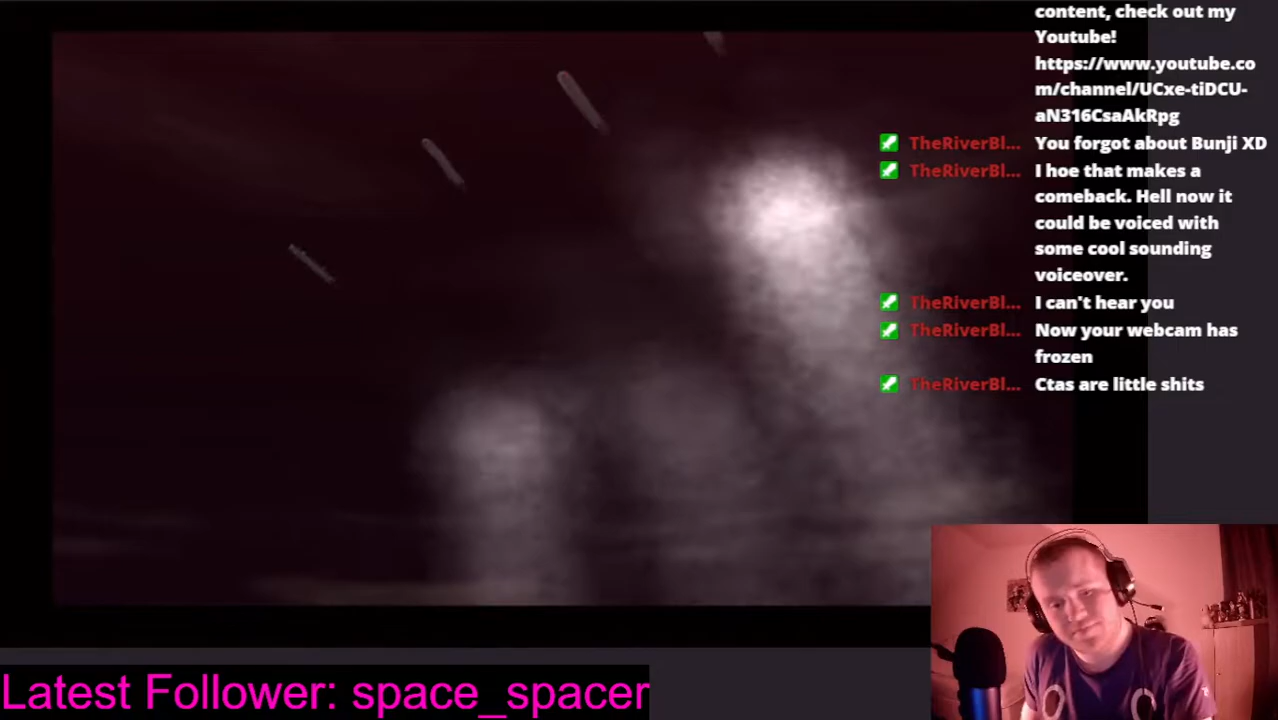 content, check out my
Youtube!
https://www.youtube.co
m/channel/UCxe-tiDCU-
aN316CsaAkRpg
TheRiverBl... You forgot about Bunji XD
TheRiverBl... I hoe that makes a
comeback. Hell now it
could be voiced with
some cool sounding
voiceover.
TheRiverBl... I can't hear you
TheRiverBl... Now your webcam has
frozen
TheRiverBl... Ctas are little shits
Latest Follower: space_spacer